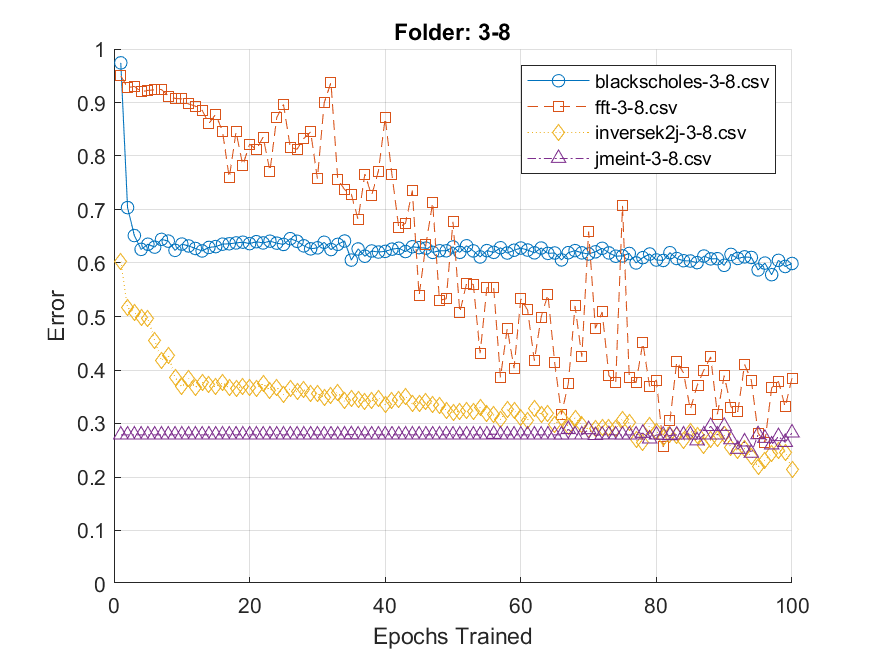 Folder: 3-8
1
0.9
0.8
0.7
0.6
0.5
0.4
0.3
0.2
0.1
0
Error
blackscholes-3-8.csv
fft-3-8.csv
inversek2j-3-8.csv
jmeint-3-8.csv
0 20 40 60 80 100
Epochs Trained